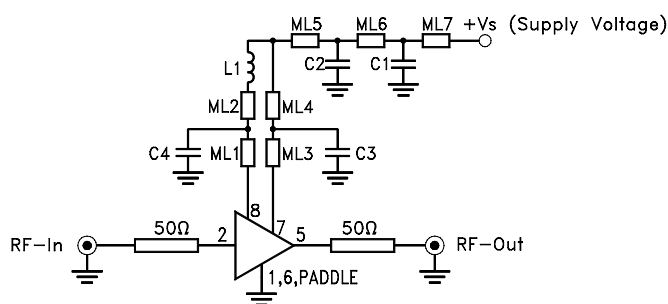 ML5 ML6 ML7 +Vs (Supply Voltage)
L1 C2 C1
ML2 ML4
C4 ML1 ML3 C3
8
7
RF-In 50Ω 2 5 50Ω RF-Out
1,6,PADDLE